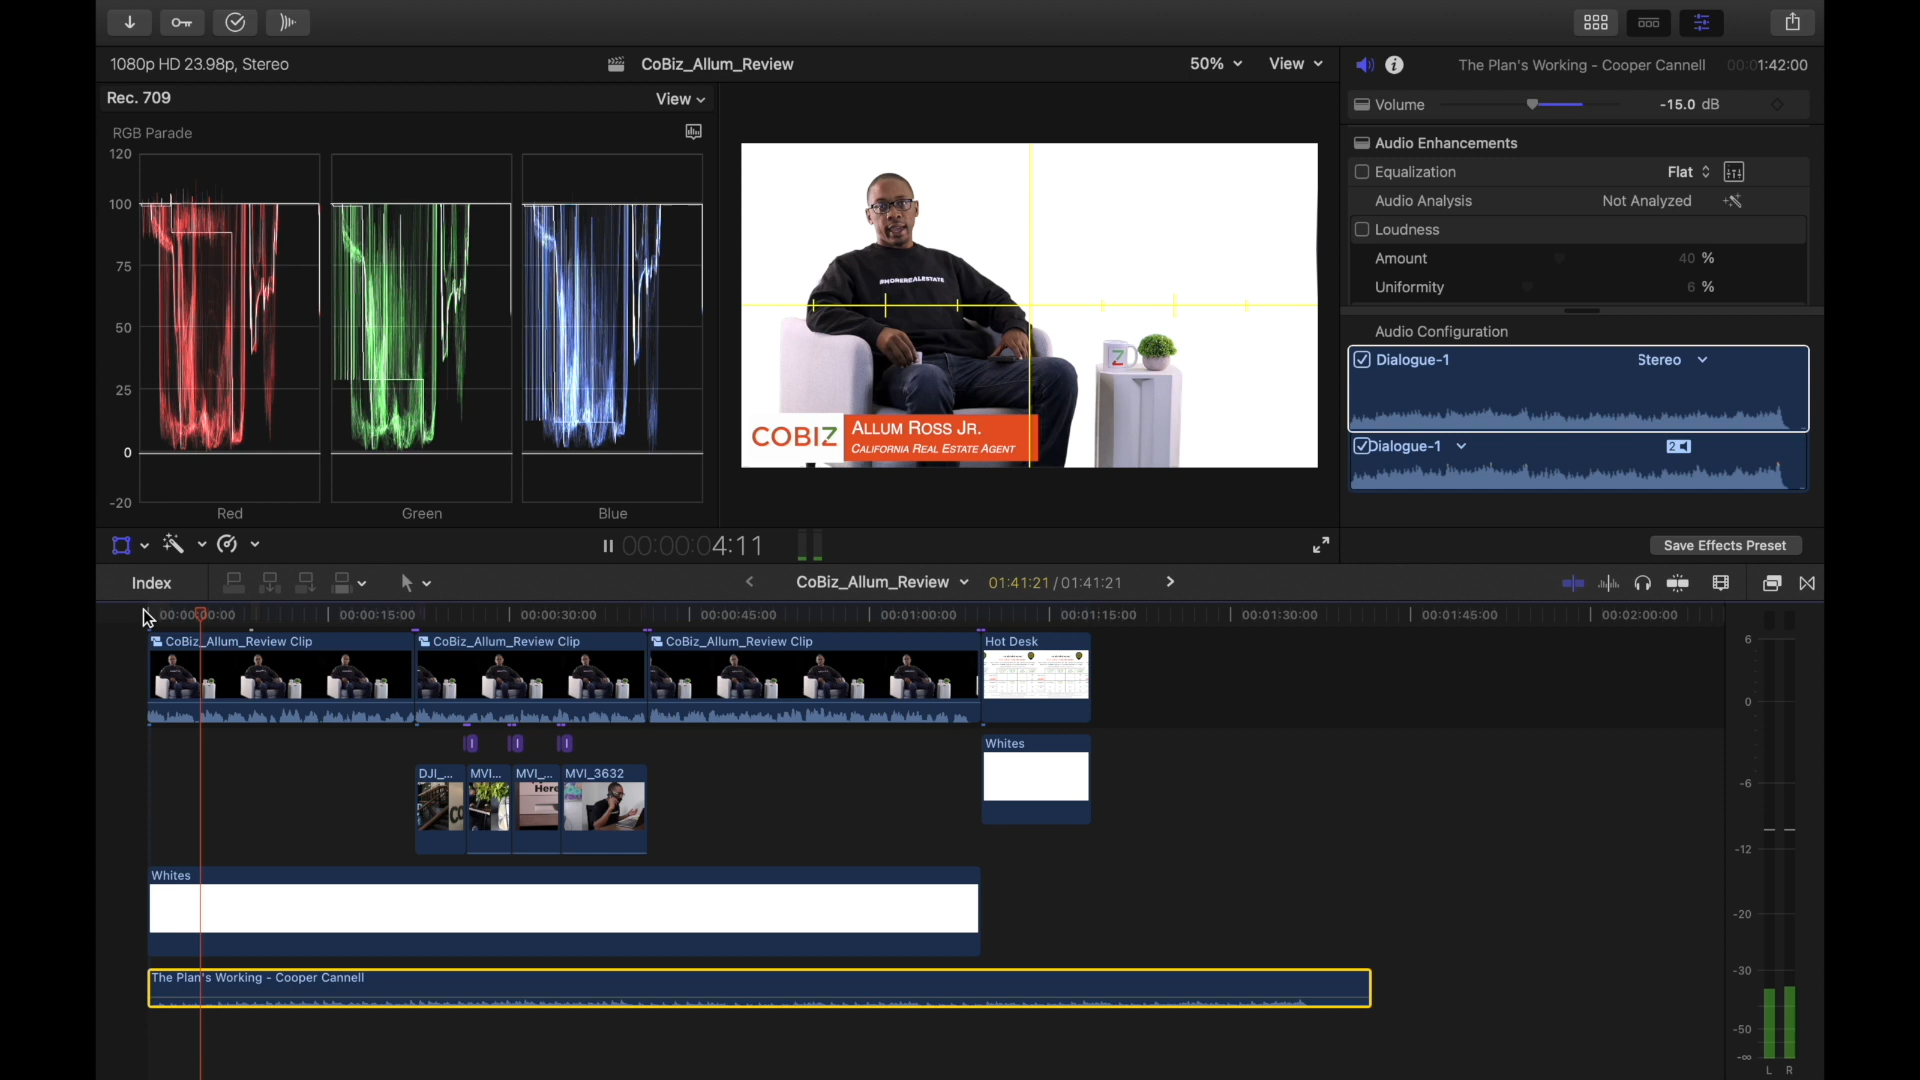 1080p HD 23.98p, Stereo
CoBiz_Allum_Review
50%
View
The Plan's Working - Cooper Cannell
00:01:42:00
Rec. 709
View
Volume
-15.0 dB
RGB Parade
Audio Enhancements
Equalization
Flat
Audio Analysis
Not Analyzed
Loudness
Amount
40 %
Uniformity
6 %
Audio Configuration
Dialogue-1
Stereo
Dialogue-1
2
120
100
75
50
25
0
-20
Red
Green
Blue
#MOREREALESTATE
Z
COBIZ
ALLUM ROSS JR.
CALIFORNIA REAL ESTATE AGENT
00:00:04:11
Save Effects Preset
Index
CoBiz_Allum_Review
01:41:21 / 01:41:21
00:00:00:00
00:00:15:00
00:00:30:00
00:00:45:00
00:01:00:00
00:01:15:00
00:01:30:00
00:01:45:00
00:02:00:00
CoBiz_Allum_Review Clip
CoBiz_Allum_Review Clip
CoBiz_Allum_Review Clip
Hot Desk
Whites
DJI_...
MVI...
MVI_...
MVI_3632
Here
Whites
The Plan's Working - Cooper Cannell
6
0
-6
-12
-20
-30
-50
-∞
L R